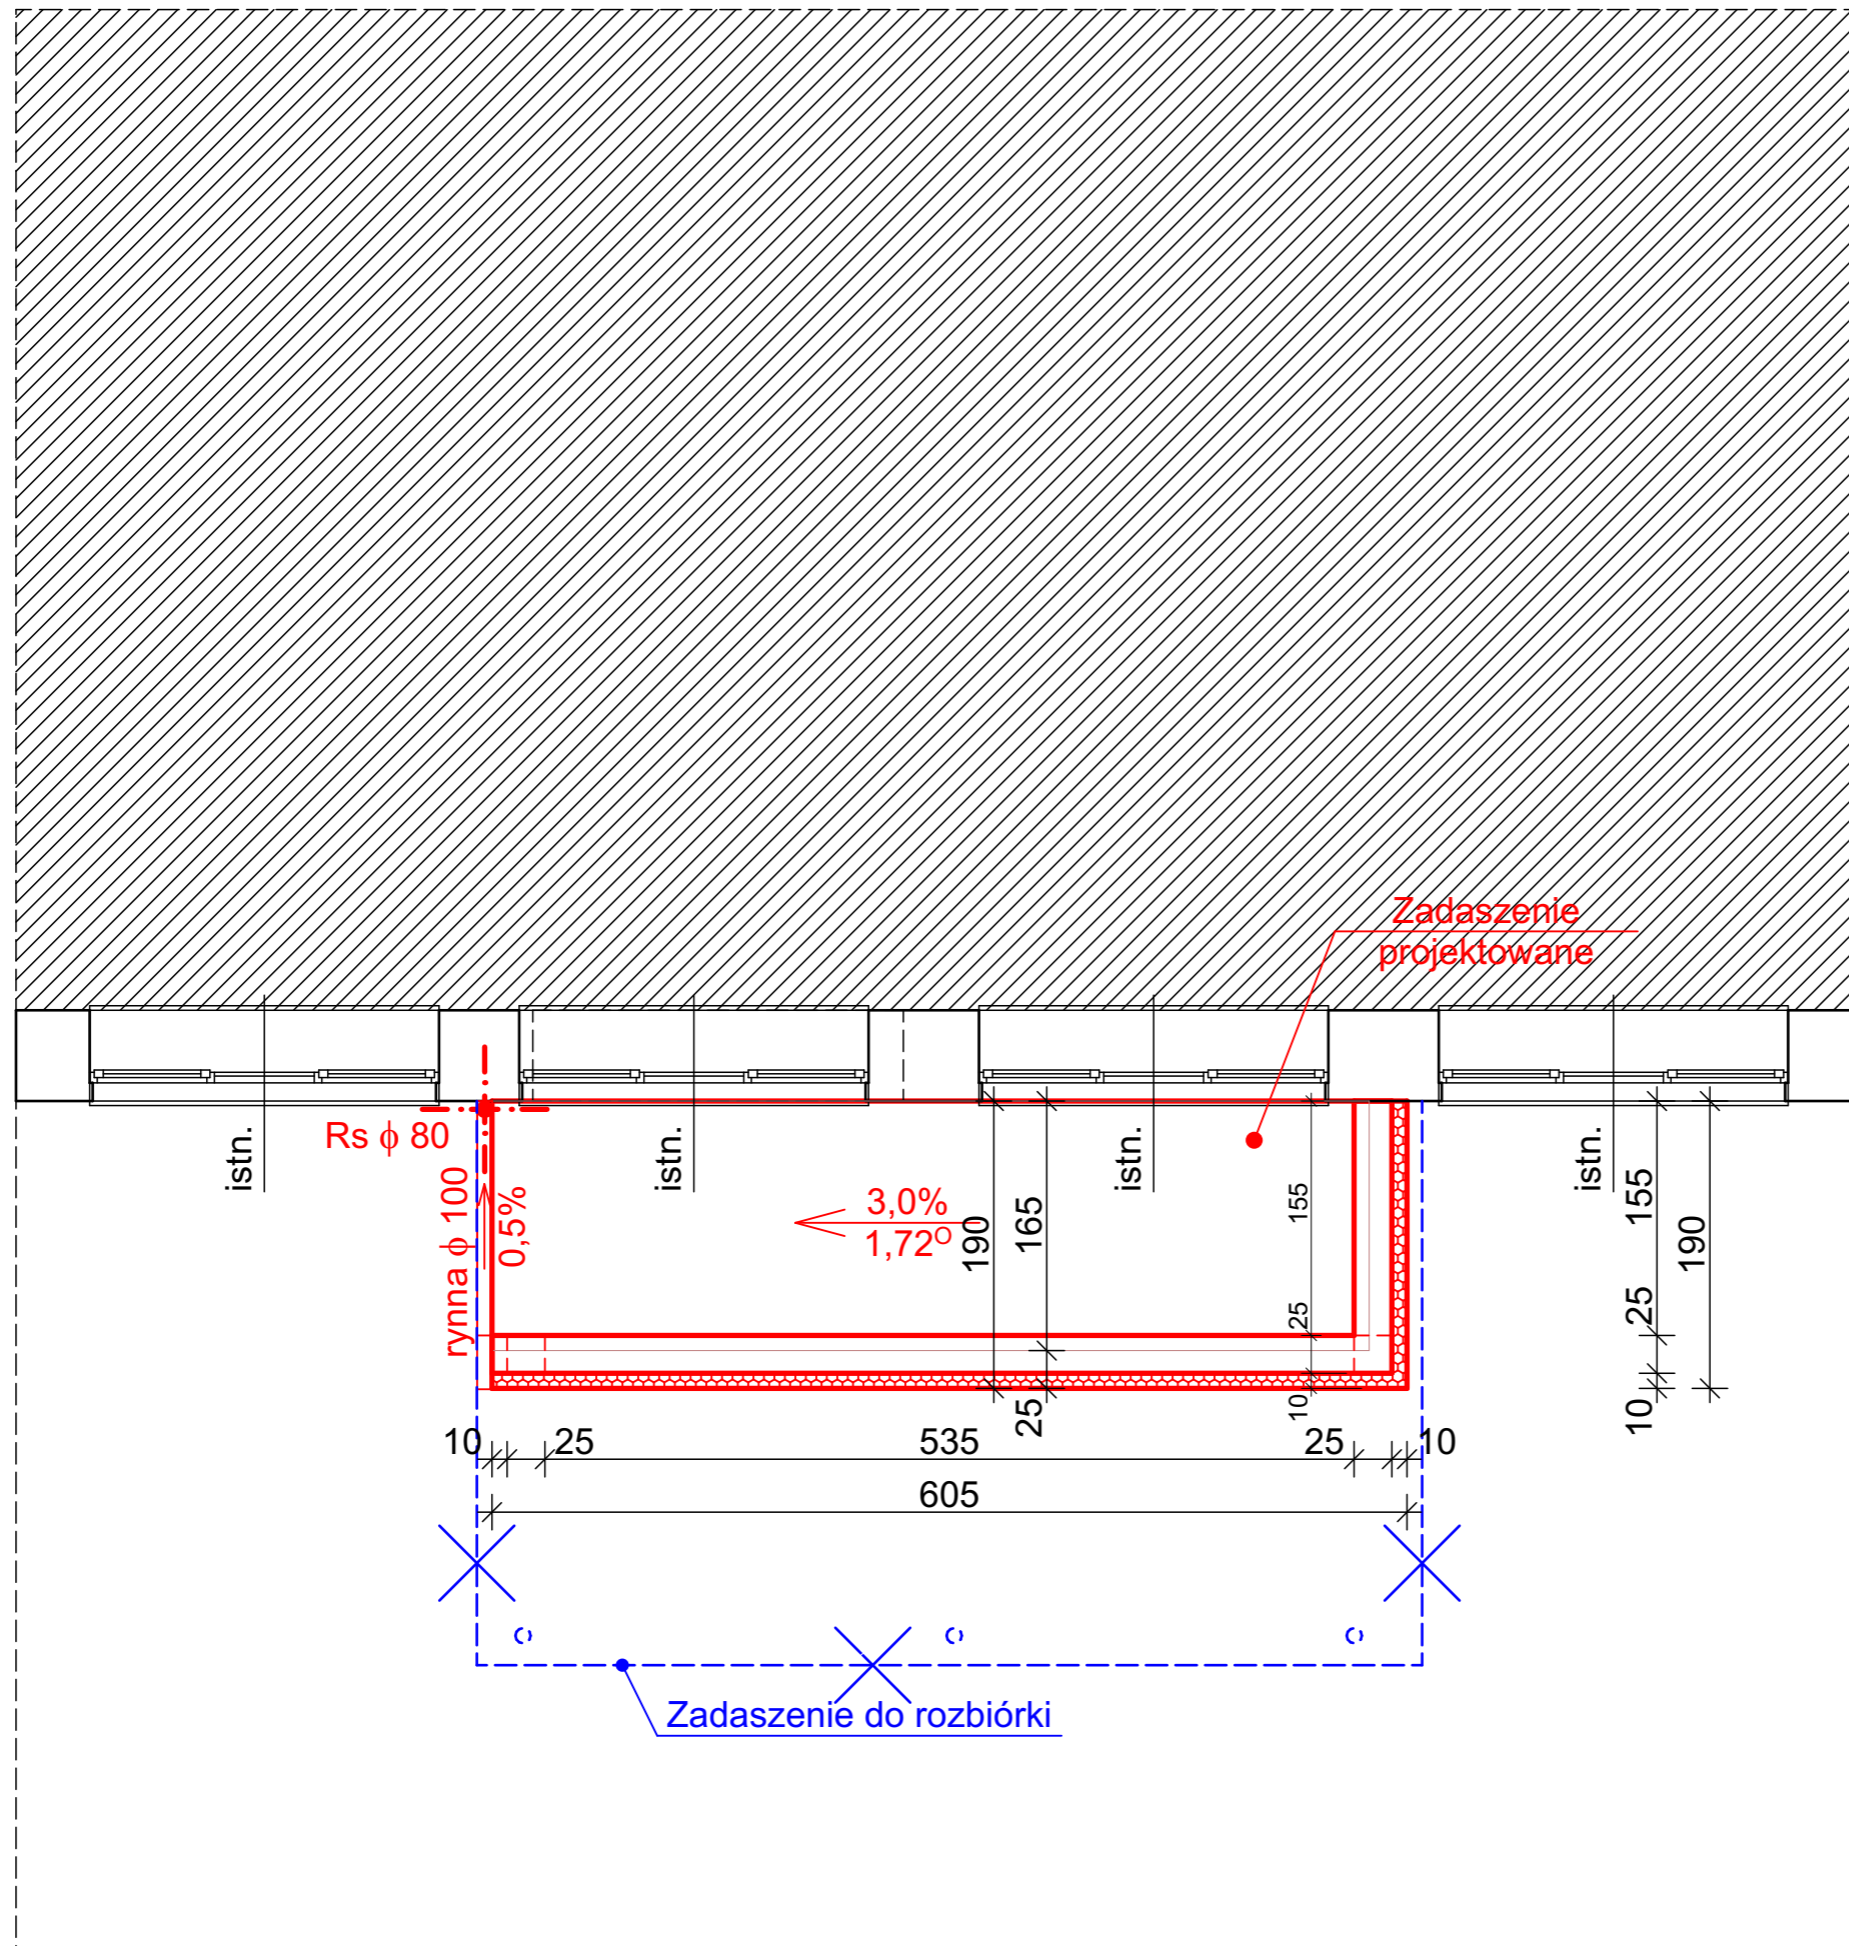 Zadaszenie
projektowane
Rs ϕ 80
istn.
istn.
istn.
istn.
rynna ϕ 100
0,5%
3,0%
1,72O
190
165
155
25
10
25
155
25
10
190
10
25
535
25
10
605
Zadaszenie do rozbiórki